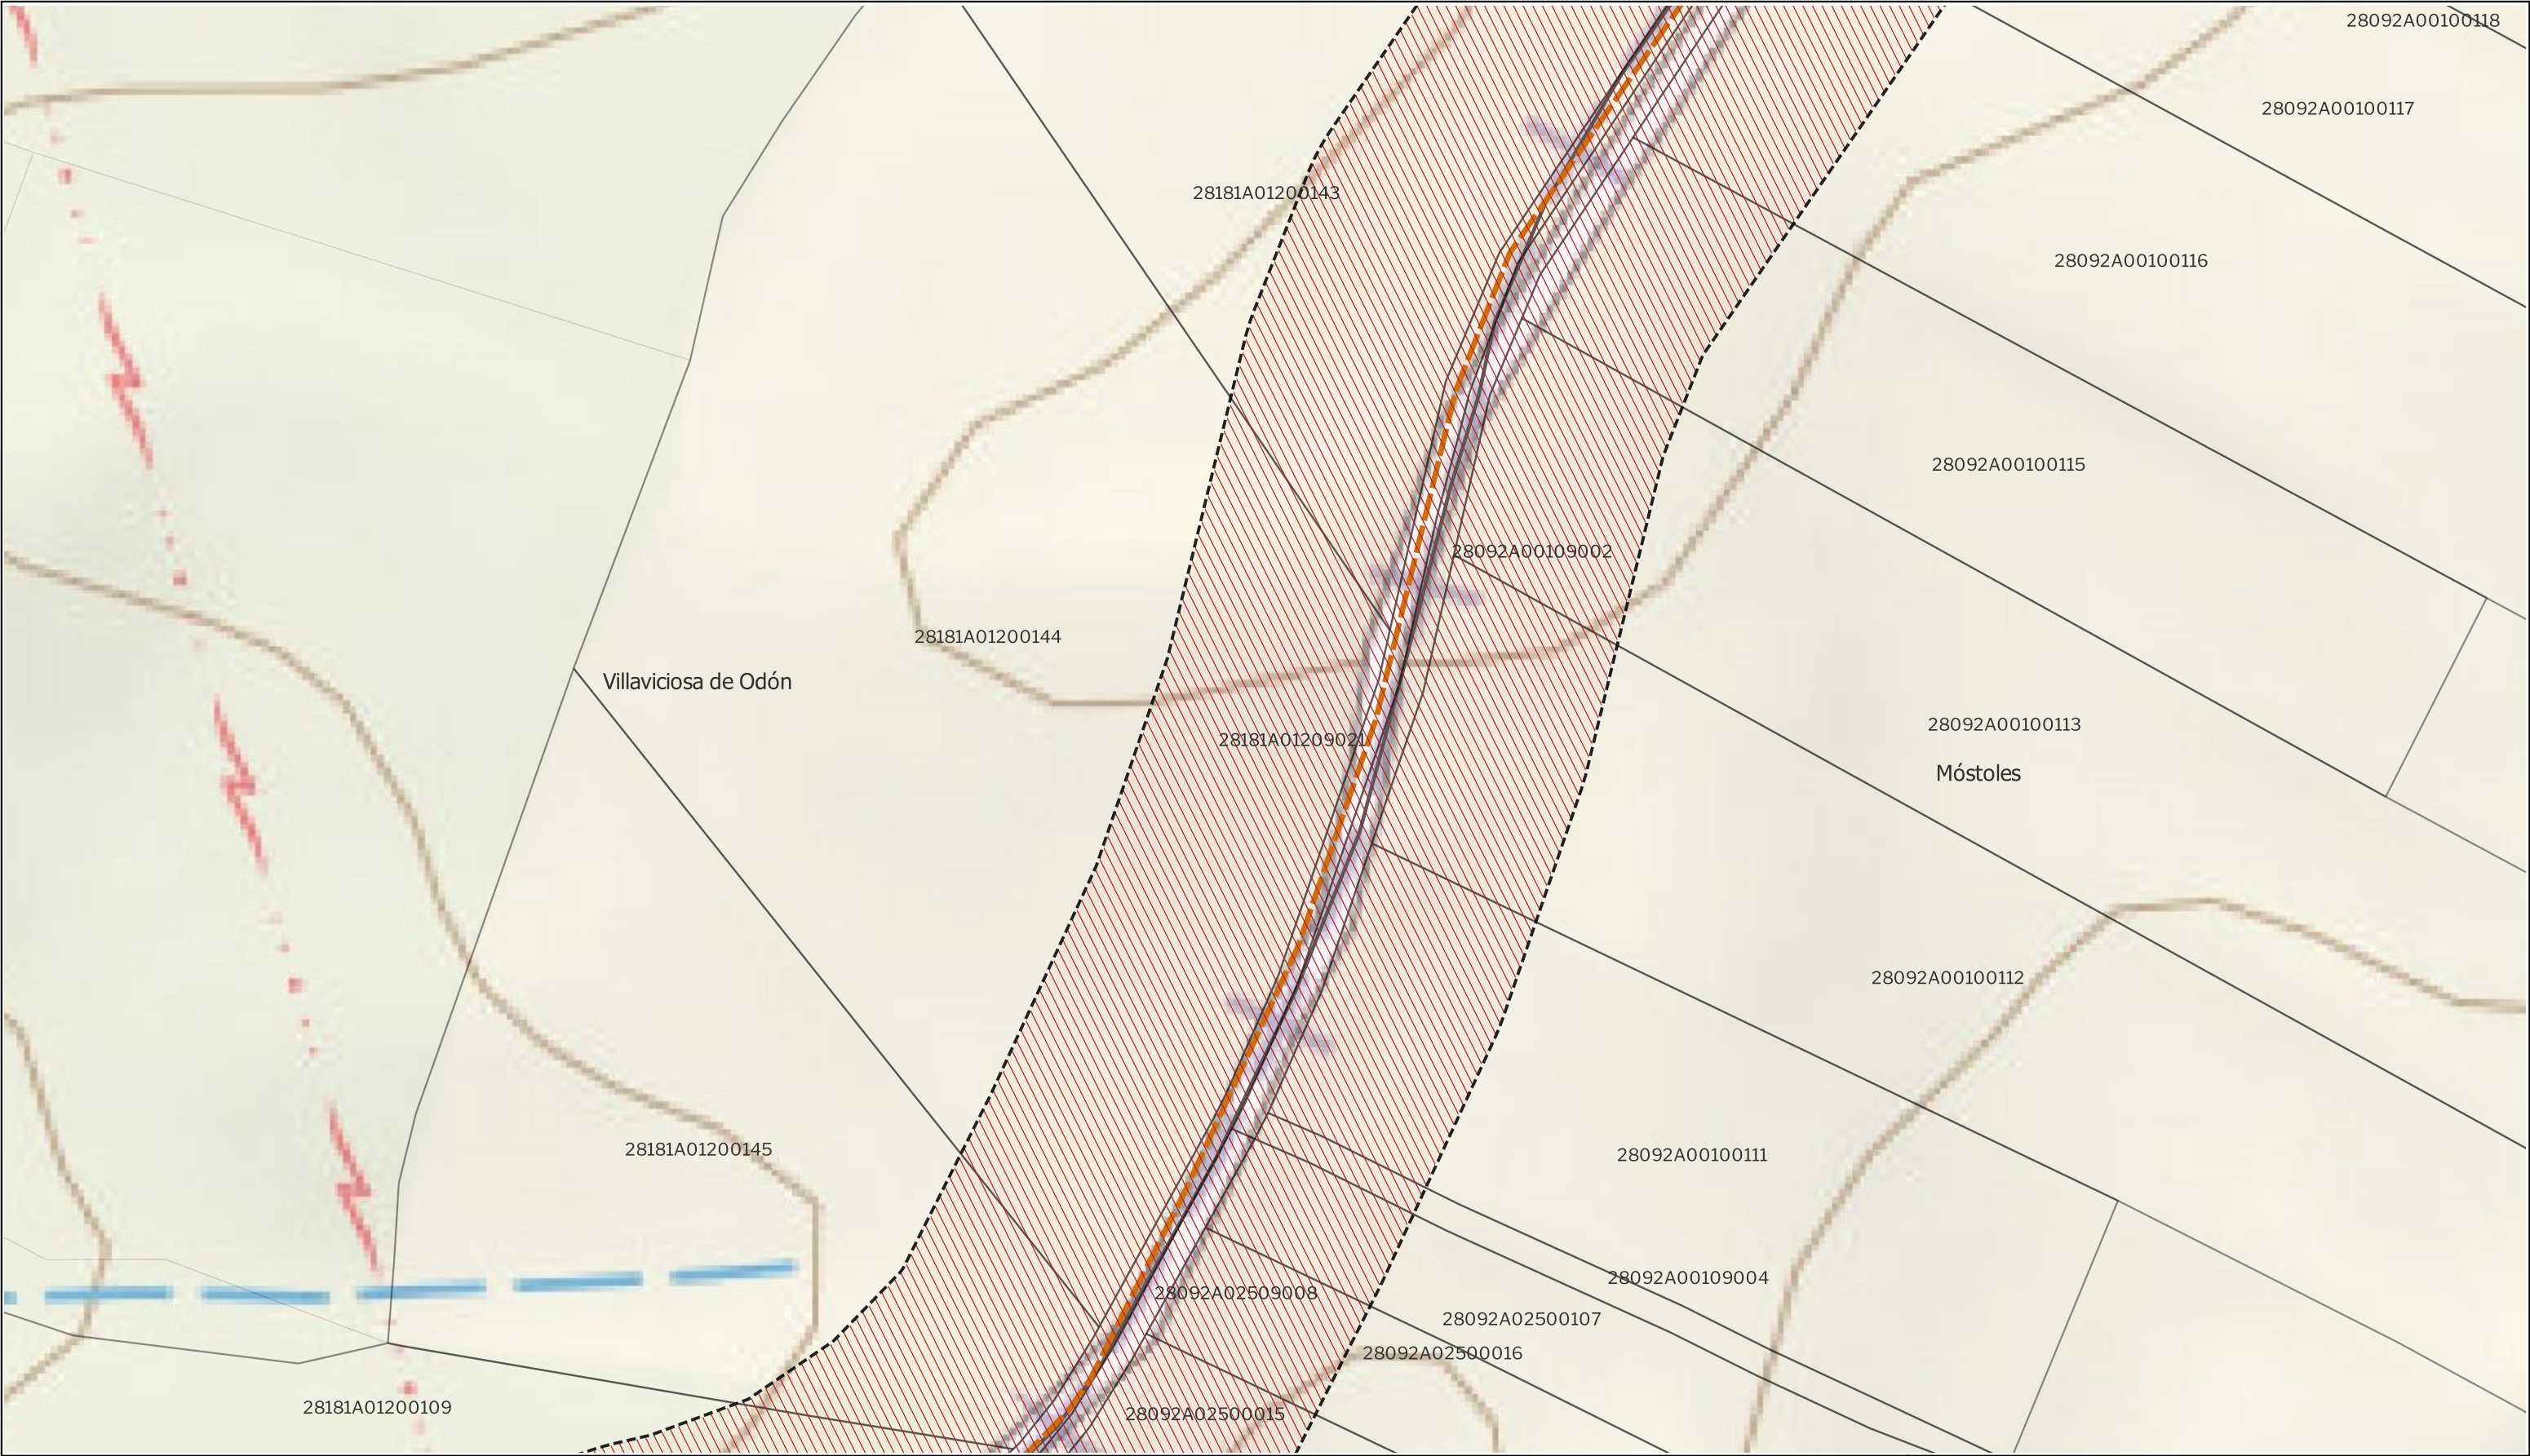 28092A00100118
28092A00100117
28181A01200143
28092A00100116
28092A00100115
28092A00109002
28181A01200144
Villaviciosa de Odón
28092A00100113
28181A01209021
Móstoles
28092A00100112
28181A01200145
28092A00100111
28092A00109004
28092A02509008
28092A02500107
28092A02500016
28181A01200109
28092A02500015